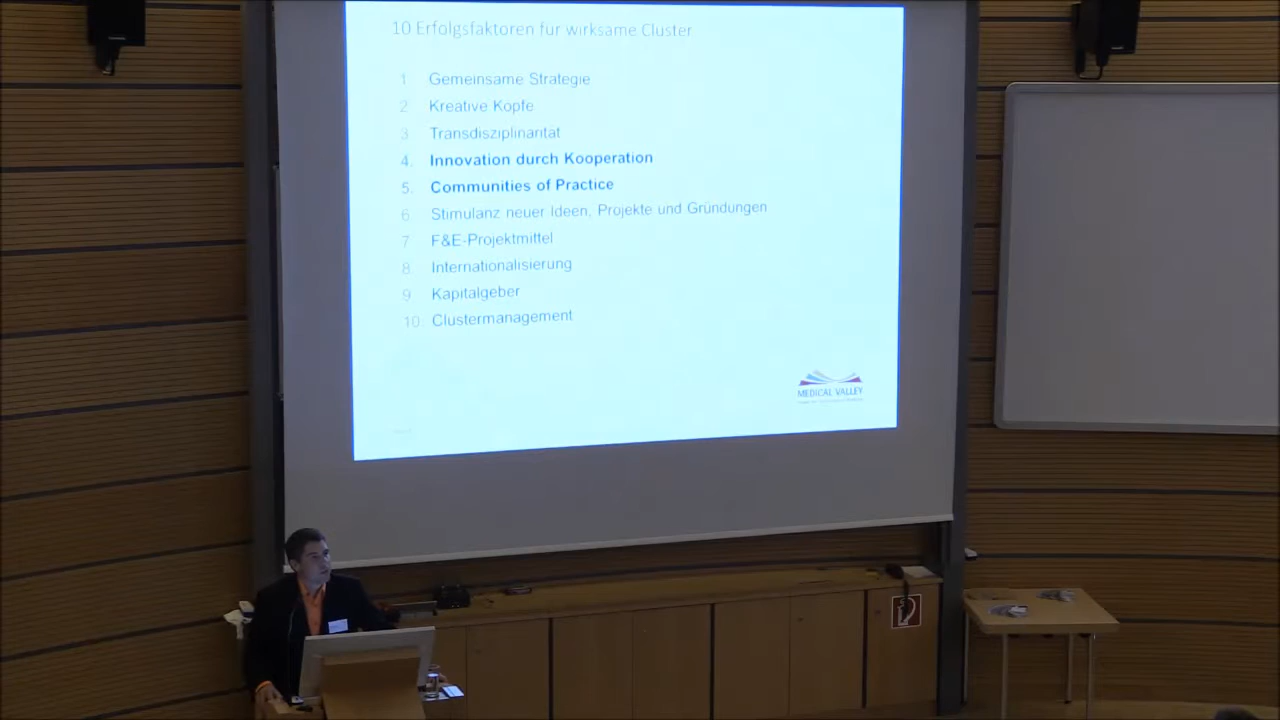 10 Erfolgsfaktoren für wirksame Cluster
1. Gemeinsame Strategie
2. Kreative Köpfe
3. Transdisziplinarität
4. Innovation durch Kooperation
5. Communities of Practice
6. Stimulanz neuer Ideen, Projekte und Gründungen
7. F&E-Projektmittel
8. Internationalisierung
9. Kapitalgeber
10. Clustermanagement
MEDICAL VALLEY